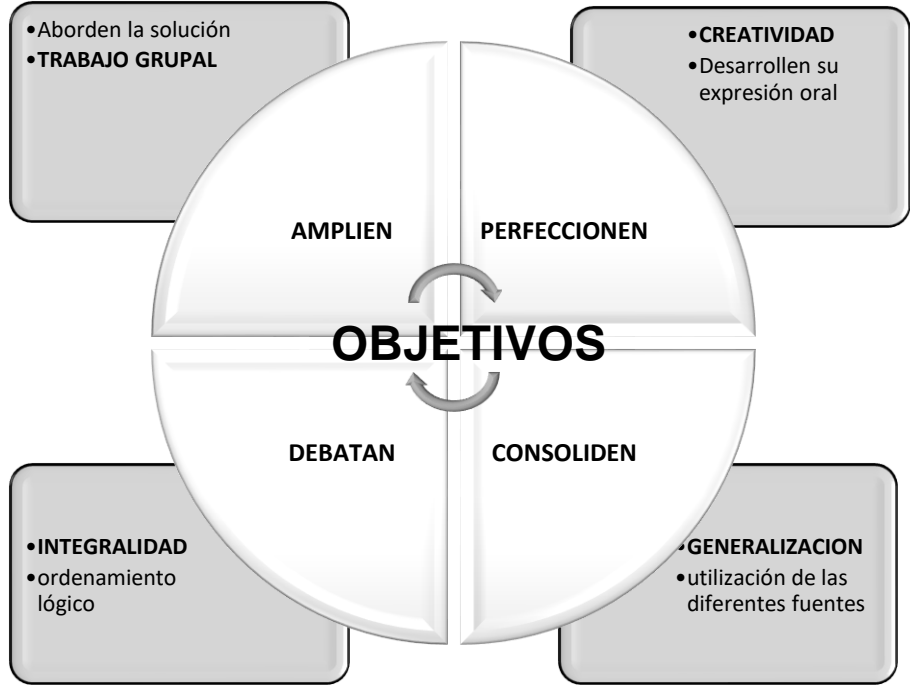 •Aborden la solución
•TRABAJO GRUPAL
•CREATIVIDAD
•Desarrollen su
expresión oral
AMPLIEN
PERFECCIONEN
OBJETIVOS
DEBATAN
CONSOLIDEN
•INTEGRALIDAD
•ordenamiento
lógico
•GENERALIZACION
•utilización de las
diferentes fuentes